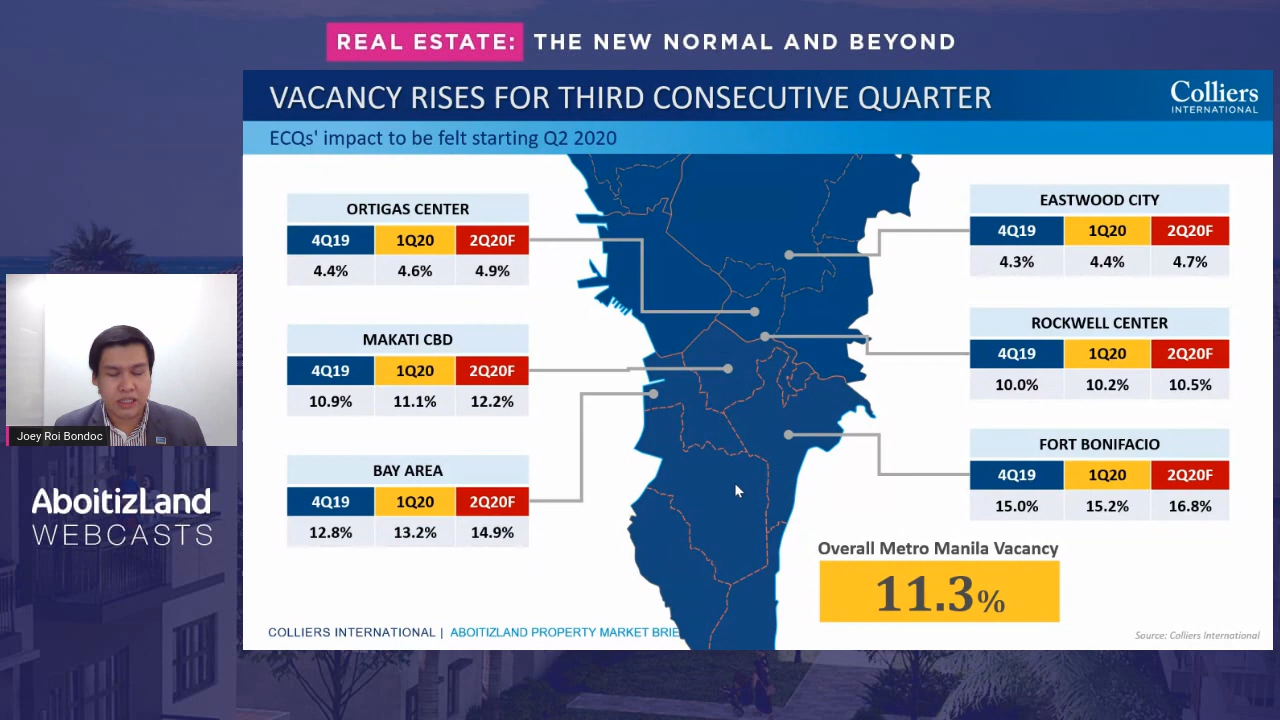 REAL ESTATE: THE NEW NORMAL AND BEYOND
VACANCY RISES FOR THIRD CONSECUTIVE QUARTER
Colliers
INTERNATIONAL
ECQs' impact to be felt starting Q2 2020
ORTIGAS CENTER
4Q19 1Q20 2Q20F
4.4% 4.6% 4.9%
MAKATI CBD
4Q19 1Q20 2Q20F
10.9% 11.1% 12.2%
BAY AREA
4Q19 1Q20 2Q20F
12.8% 13.2% 14.9%
EASTWOOD CITY
4Q19 1Q20 2Q20F
4.3% 4.4% 4.7%
ROCKWELL CENTER
4Q19 1Q20 2Q20F
10.0% 10.2% 10.5%
FORT BONIFACIO
4Q19 1Q20 2Q20F
15.0% 15.2% 16.8%
Overall Metro Manila Vacancy
11.3%
COLLIERS INTERNATIONAL | ABOITIZLAND PROPERTY MARKET BRIE
Source: Colliers International
Joey Roi Bondoc
AboitizLand
WEBCASTS